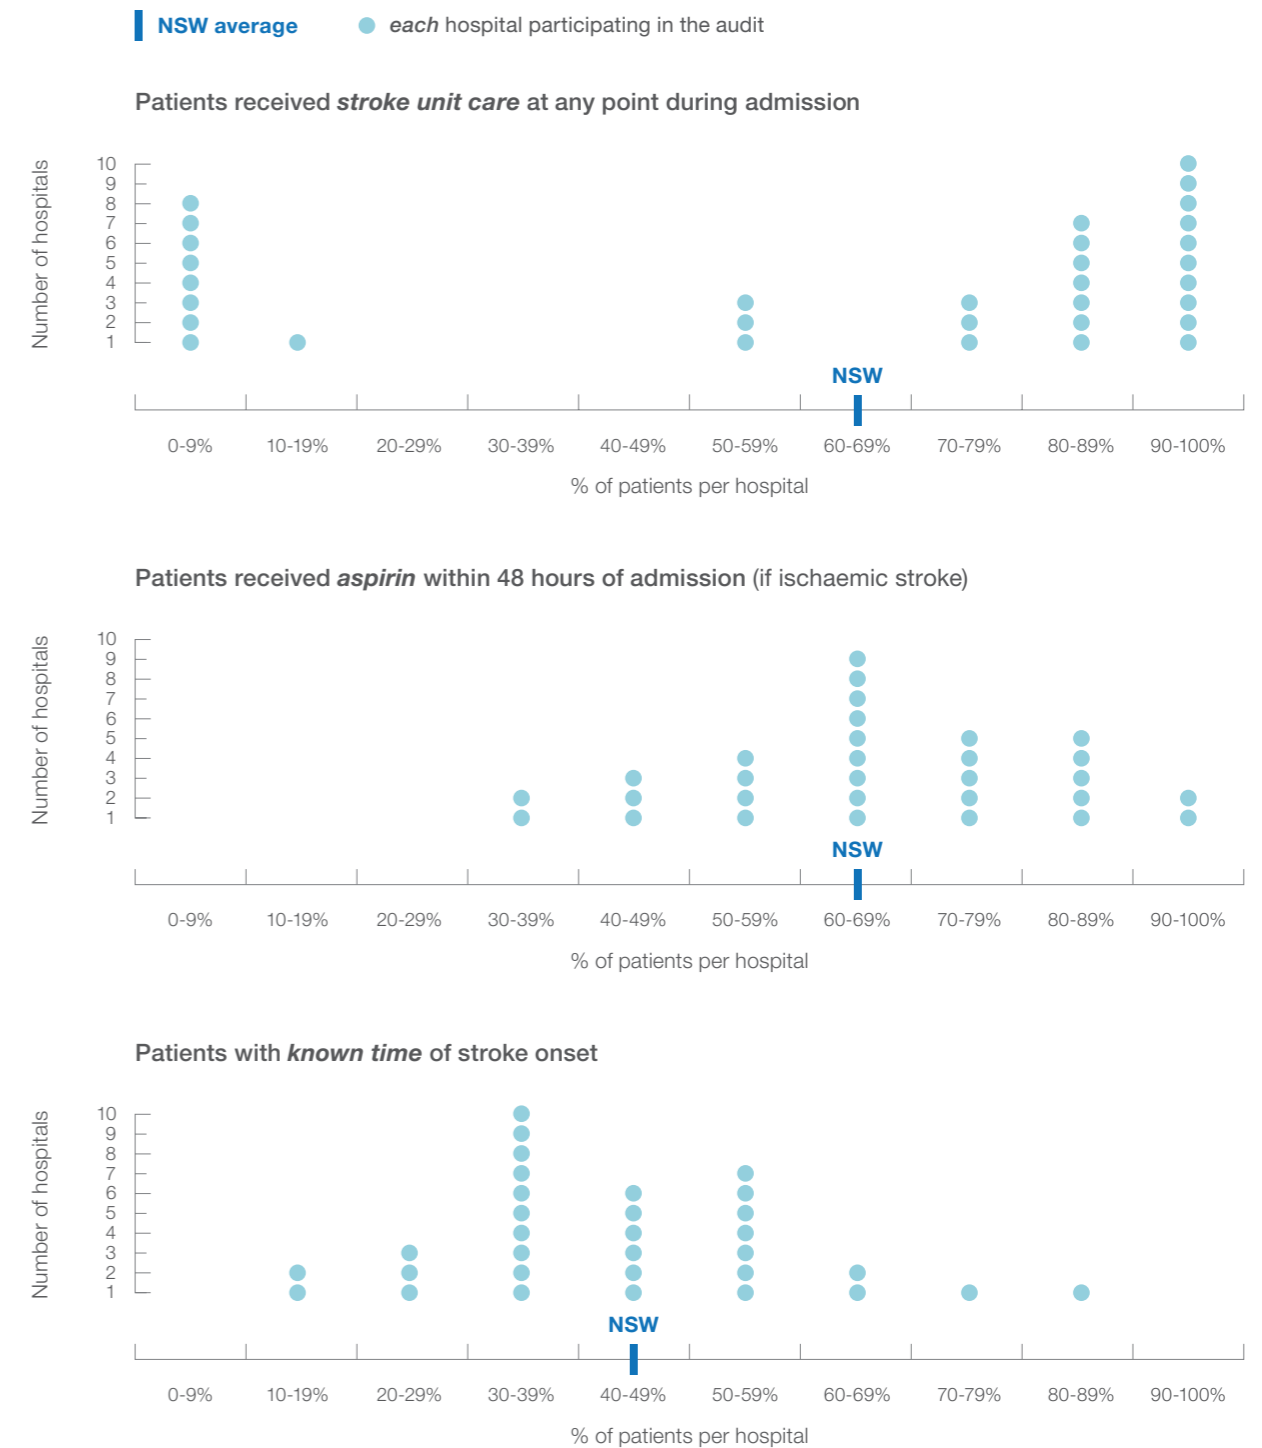 NSW average
each hospital participating in the audit
Patients received stroke unit care at any point during admission
Number of hospitals
10
9
8
7
6
5
4
3
2
1
NSW
0-9% 10-19% 20-29% 30-39% 40-49% 50-59% 60-69% 70-79% 80-89% 90-100%
% of patients per hospital
Patients received aspirin within 48 hours of admission (if ischaemic stroke)
Number of hospitals
10
9
8
7
6
5
4
3
2
1
NSW
0-9% 10-19% 20-29% 30-39% 40-49% 50-59% 60-69% 70-79% 80-89% 90-100%
% of patients per hospital
Patients with known time of stroke onset
Number of hospitals
10
9
8
7
6
5
4
3
2
1
NSW
0-9% 10-19% 20-29% 30-39% 40-49% 50-59% 60-69% 70-79% 80-89% 90-100%
% of patients per hospital